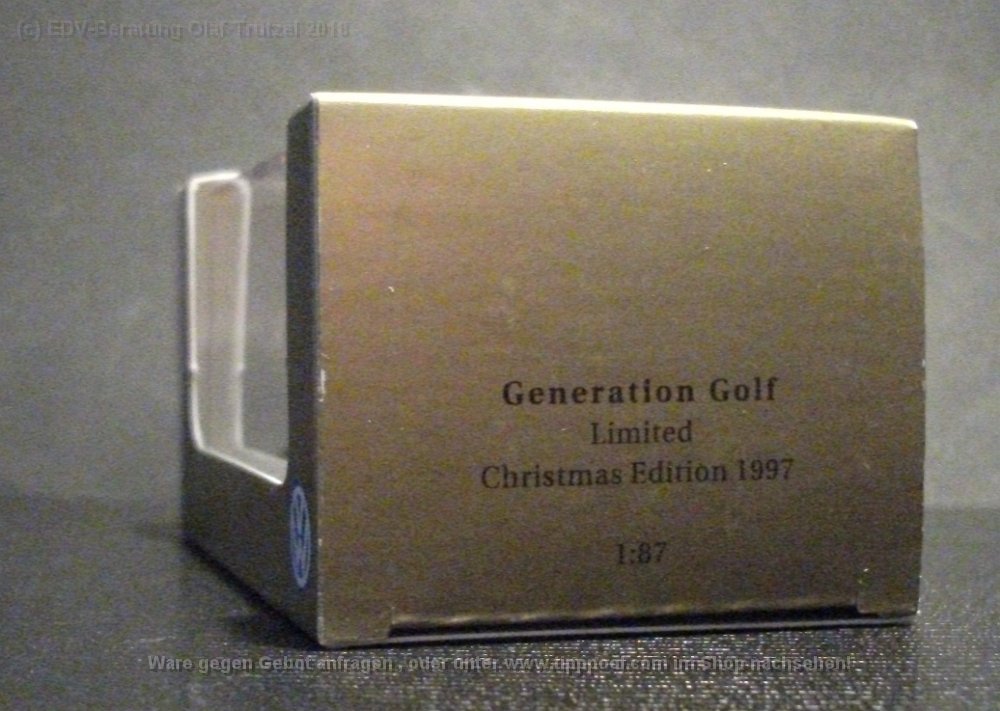 (c) EDV-Beratung Olaf Trutzel 2018
Generation Golf
Limited
Christmas Edition 1997
1:87
Ware gegen Gebot anfragen, oder unter im Shop nachsehen!